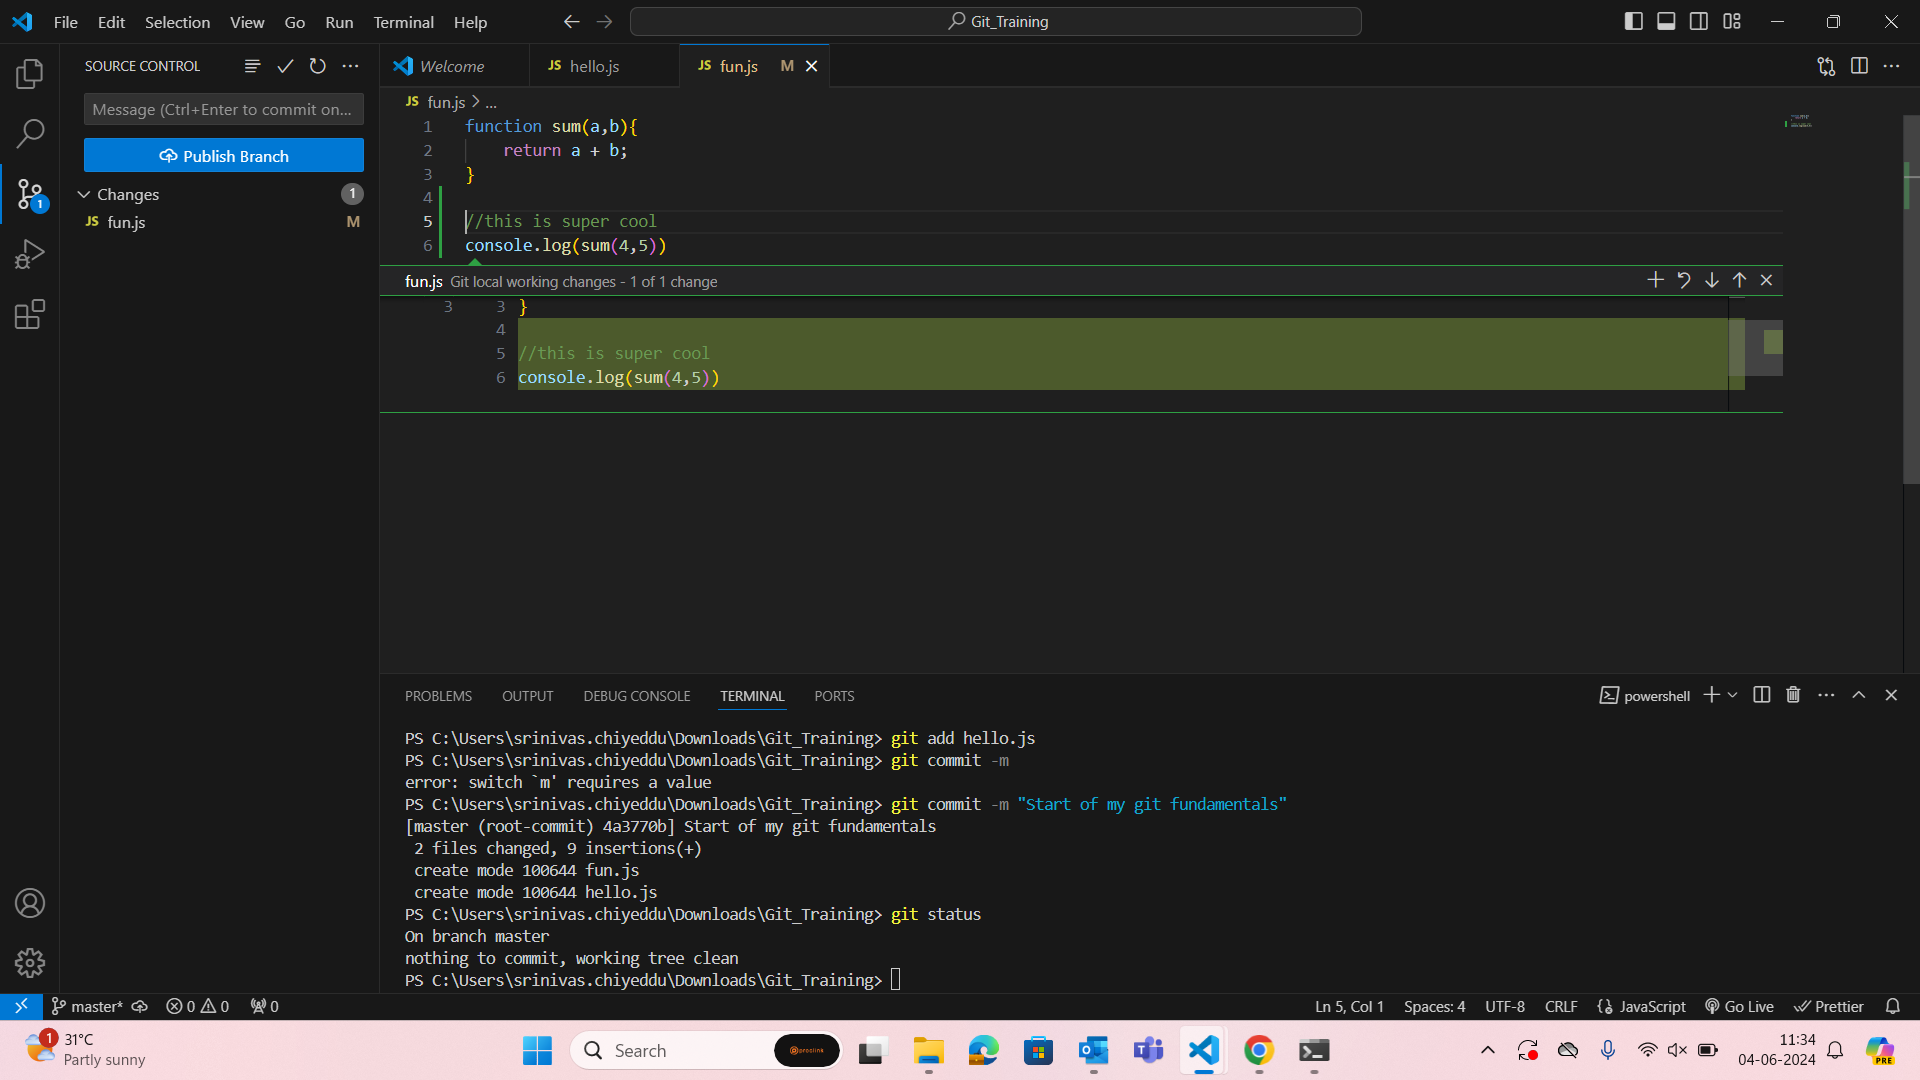 File Edit Selection View Go Run Terminal Help
Git_Training
SOURCE CONTROL
Message (Ctrl+Enter to commit on...
Publish Branch
Changes 1
JS fun.js M
1
Welcome
JS hello.js
JS fun.js M
JS fun.js > ...
1 function sum(a,b){
2 return a + b;
3 }
4
5 //this is super cool
6 console.log(sum(4,5))
fun.js Git local working changes - 1 of 1 change
3 3 }
4
5 //this is super cool
6 console.log(sum(4,5))
PROBLEMS OUTPUT DEBUG CONSOLE TERMINAL PORTS
powershell
PS C:\Users\srinivas.chiyeddu\Downloads\Git_Training> git add hello.js
PS C:\Users\srinivas.chiyeddu\Downloads\Git_Training> git commit -m
error: switch `m' requires a value
PS C:\Users\srinivas.chiyeddu\Downloads\Git_Training> git commit -m "Start of my git fundamentals"
[master (root-commit) 4a3770b] Start of my git fundamentals
2 files changed, 9 insertions(+)
create mode 100644 fun.js
create mode 100644 hello.js
PS C:\Users\srinivas.chiyeddu\Downloads\Git_Training> git status
On branch master
nothing to commit, working tree clean
PS C:\Users\srinivas.chiyeddu\Downloads\Git_Training>
master* 0 0 0
Ln 5, Col 1 Spaces: 4 UTF-8 CRLF JavaScript Go Live Prettier
1
31°C
Partly sunny
Search
PRE
11:34
04-06-2024